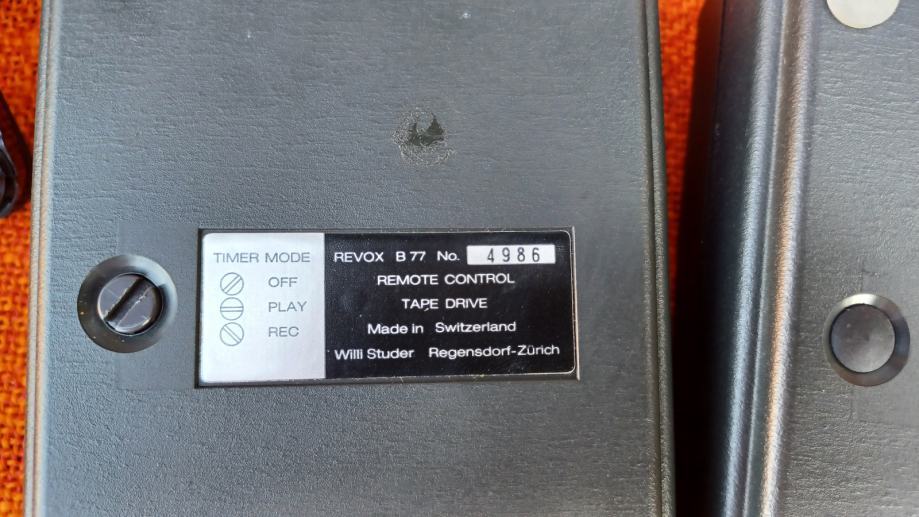 TIMER MODE
OFF
PLAY
REC
REVOX B 77 No. 4986
REMOTE CONTROL
TAPE DRIVE
Made in Switzerland
Willi Studer Regensdorf-Zürich